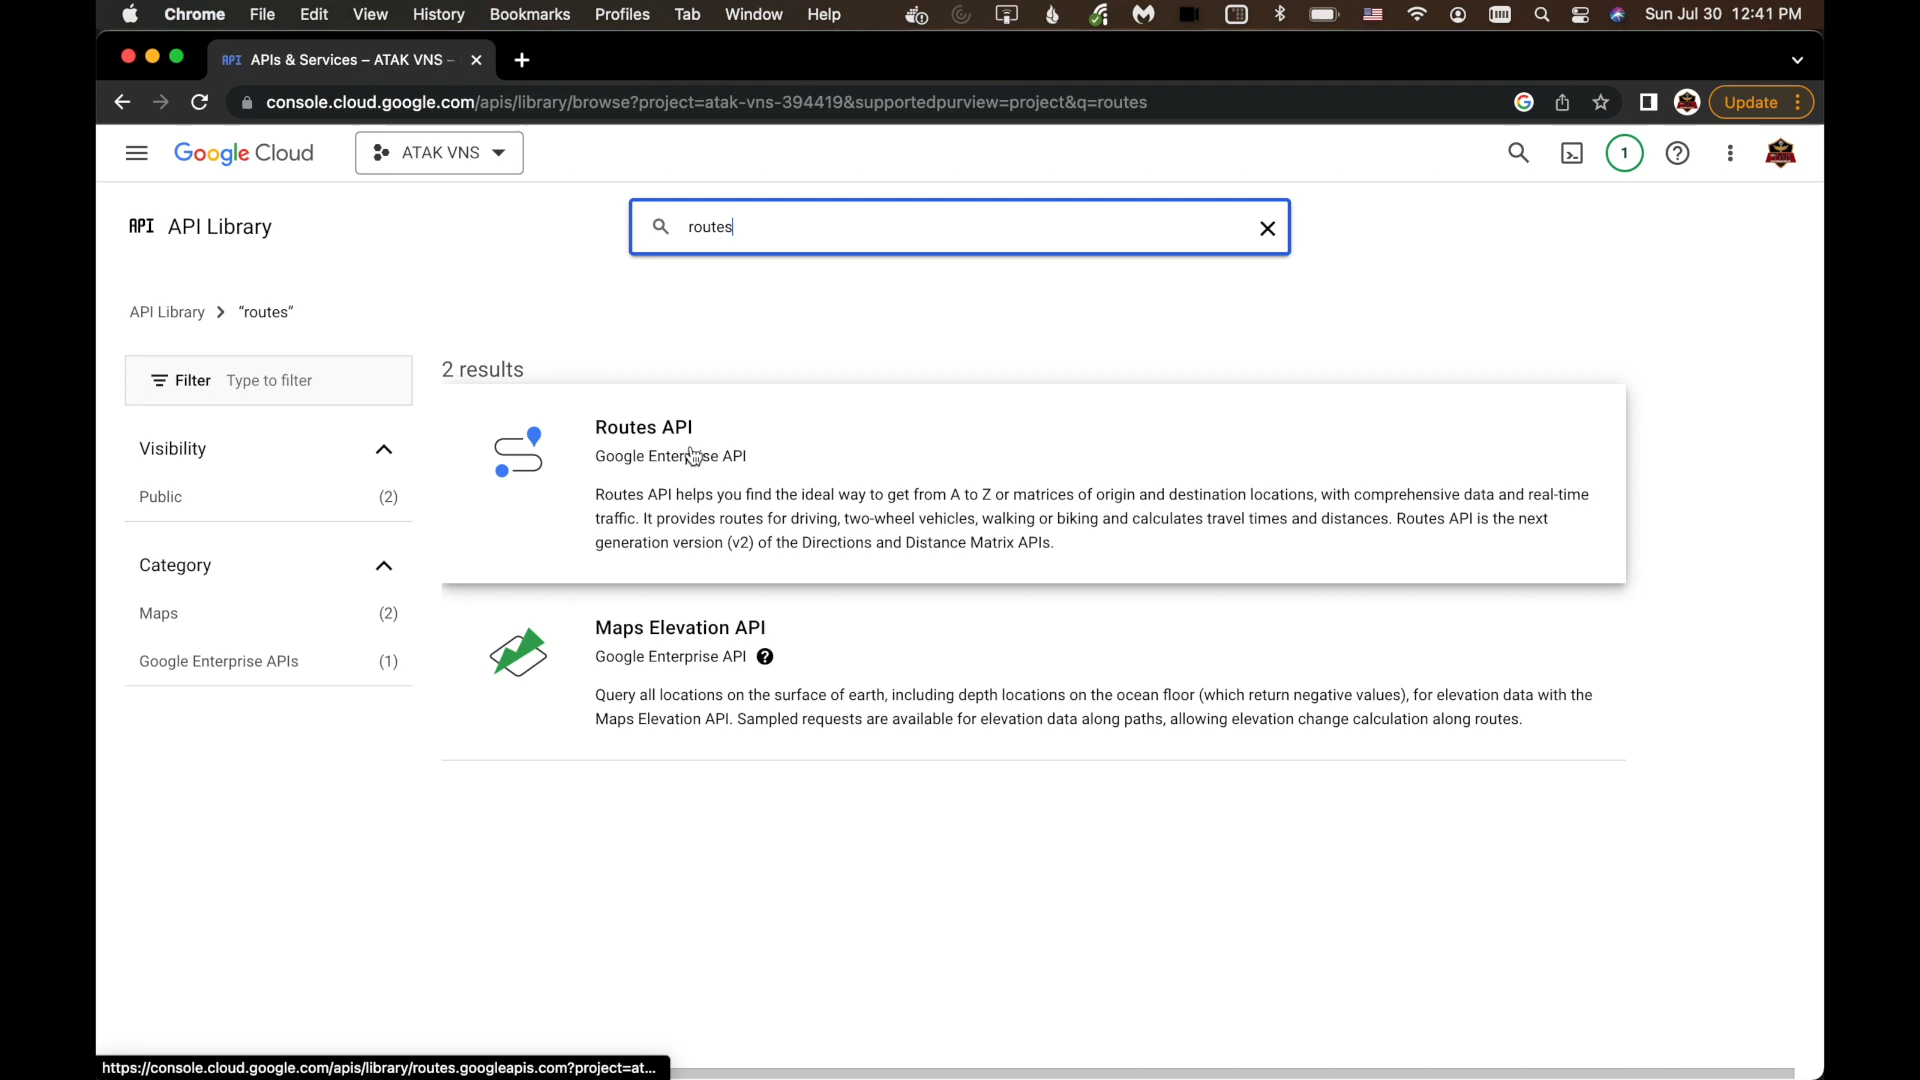 Chrome File Edit View History Bookmarks Profiles Tab Window Help Sun Jul 30 12:41 PM
API APIs & Services – ATAK VNS –
console.cloud.google.com/apis/library/browse?project=atak-vns-394419&supportedpurview=project&q=routes
Update
Google Cloud
ATAK VNS
1
API API Library
routes
API Library > "routes"
Filter Type to filter
2 results
Visibility
Public (2)
Category
Maps (2)
Google Enterprise APIs (1)
Routes API
Google Enterprise API
Routes API helps you find the ideal way to get from A to Z or matrices of origin and destination locations, with comprehensive data and real-time
traffic. It provides routes for driving, two-wheel vehicles, walking or biking and calculates travel times and distances. Routes API is the next
generation version (v2) of the Directions and Distance Matrix APIs.
Maps Elevation API
Google Enterprise API
Query all locations on the surface of earth, including depth locations on the ocean floor (which return negative values), for elevation data with the
Maps Elevation API. Sampled requests are available for elevation data along paths, allowing elevation change calculation along routes.
https://console.cloud.google.com/apis/library/routes.googleapis.com?project=at...